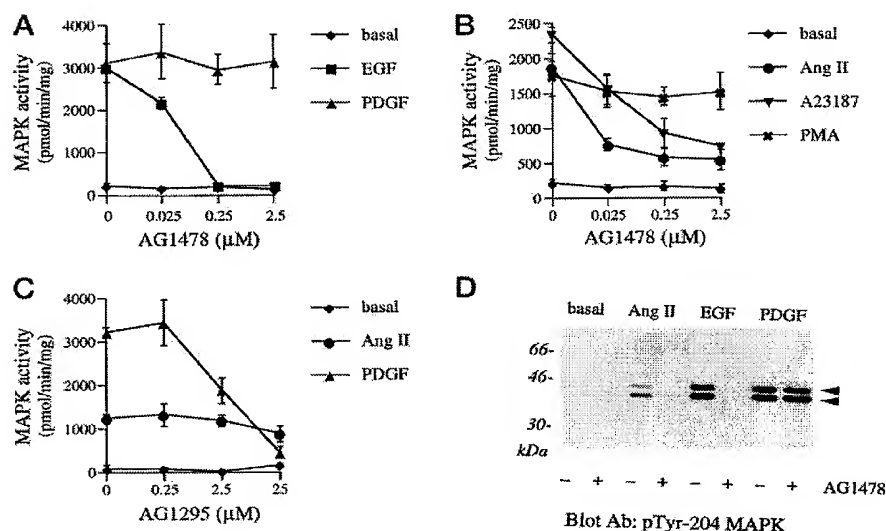 A
MAPK activity
(pmol/min/mg)
4000
3000
2000
1000
0
0
0.025
0.25
2.5
AG1478 (µM)
basal
EGF
PDGF
B
MAPK activity
(pmol/min/mg)
2500
2000
1500
1000
500
0
0
0.025
0.25
2.5
AG1478 (µM)
basal
Ang II
A23187
PMA
C
MAPK activity
(pmol/min/mg)
4000
3000
2000
1000
0
0
0.25
2.5
25
AG1295 (µM)
basal
Ang II
PDGF
D
basal Ang II EGF PDGF
66-
46-
30-
kDa
– + – + – + – + AG1478
Blot Ab: pTyr-204 MAPK